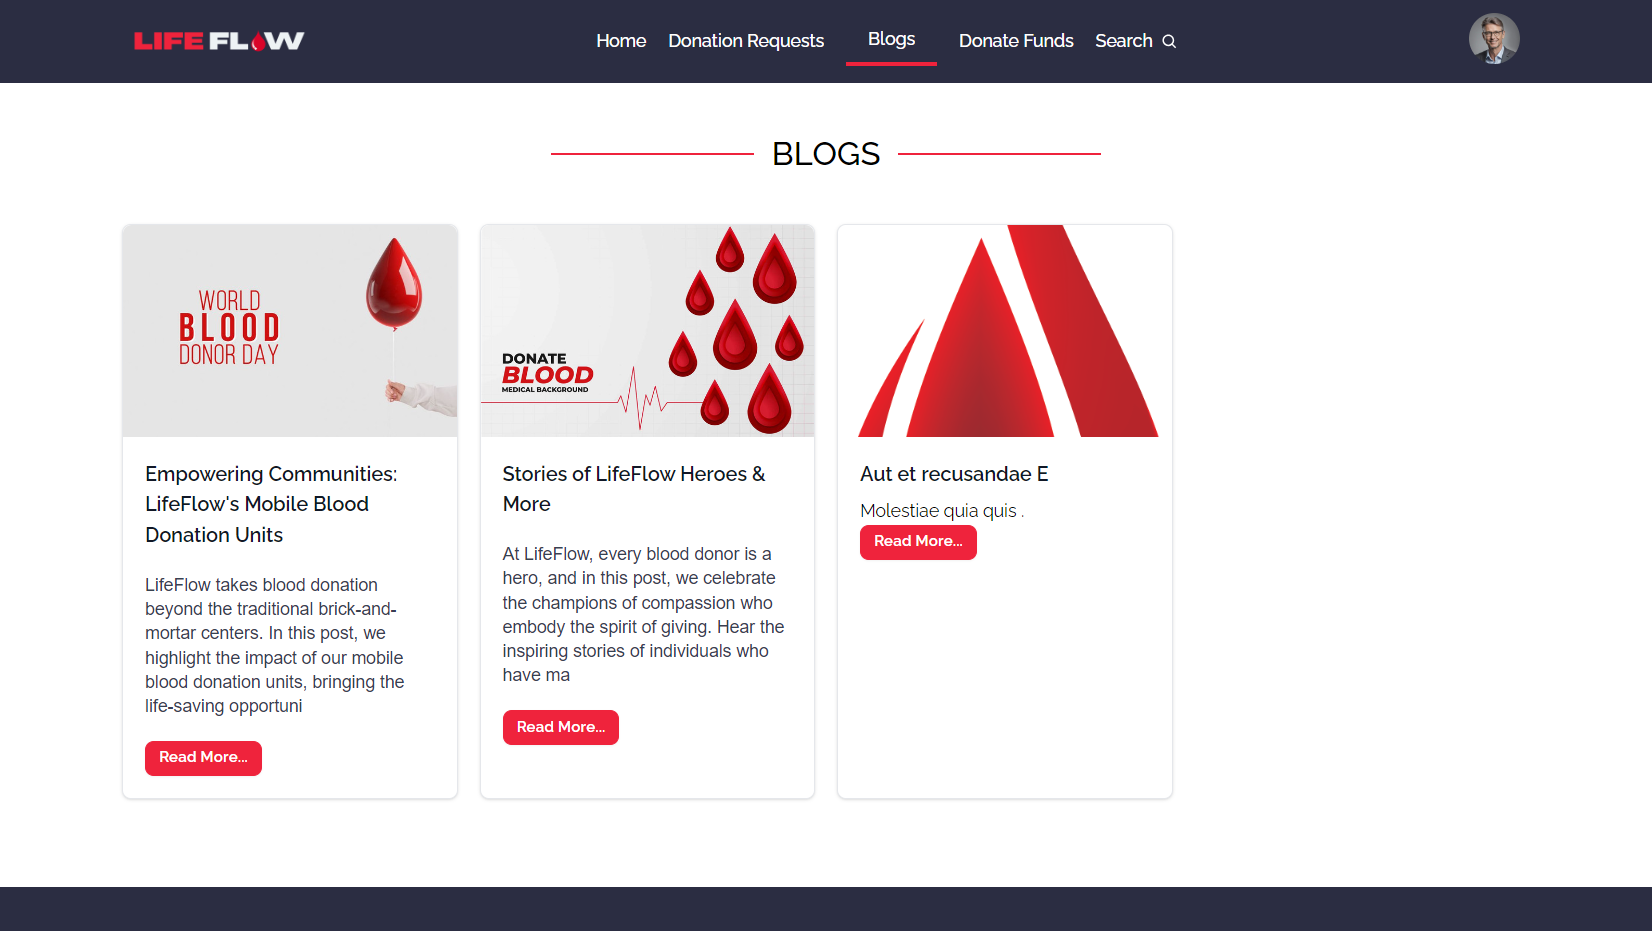 LIFE FLOW
Home Donation Requests Blogs Donate Funds Search
BLOGS
WORLD
BLOOD
DONOR DAY
Empowering Communities:
LifeFlow's Mobile Blood
Donation Units
LifeFlow takes blood donation
beyond the traditional brick-and-
mortar centers. In this post, we
highlight the impact of our mobile
blood donation units, bringing the
life-saving opportuni
Read More...
DONATE
BLOOD
MEDICAL BACKGROUND
Stories of LifeFlow Heroes &
More
At LifeFlow, every blood donor is a
hero, and in this post, we celebrate
the champions of compassion who
embody the spirit of giving. Hear the
inspiring stories of individuals who
have ma
Read More...
Aut et recusandae E
Molestiae quia quis .
Read More...